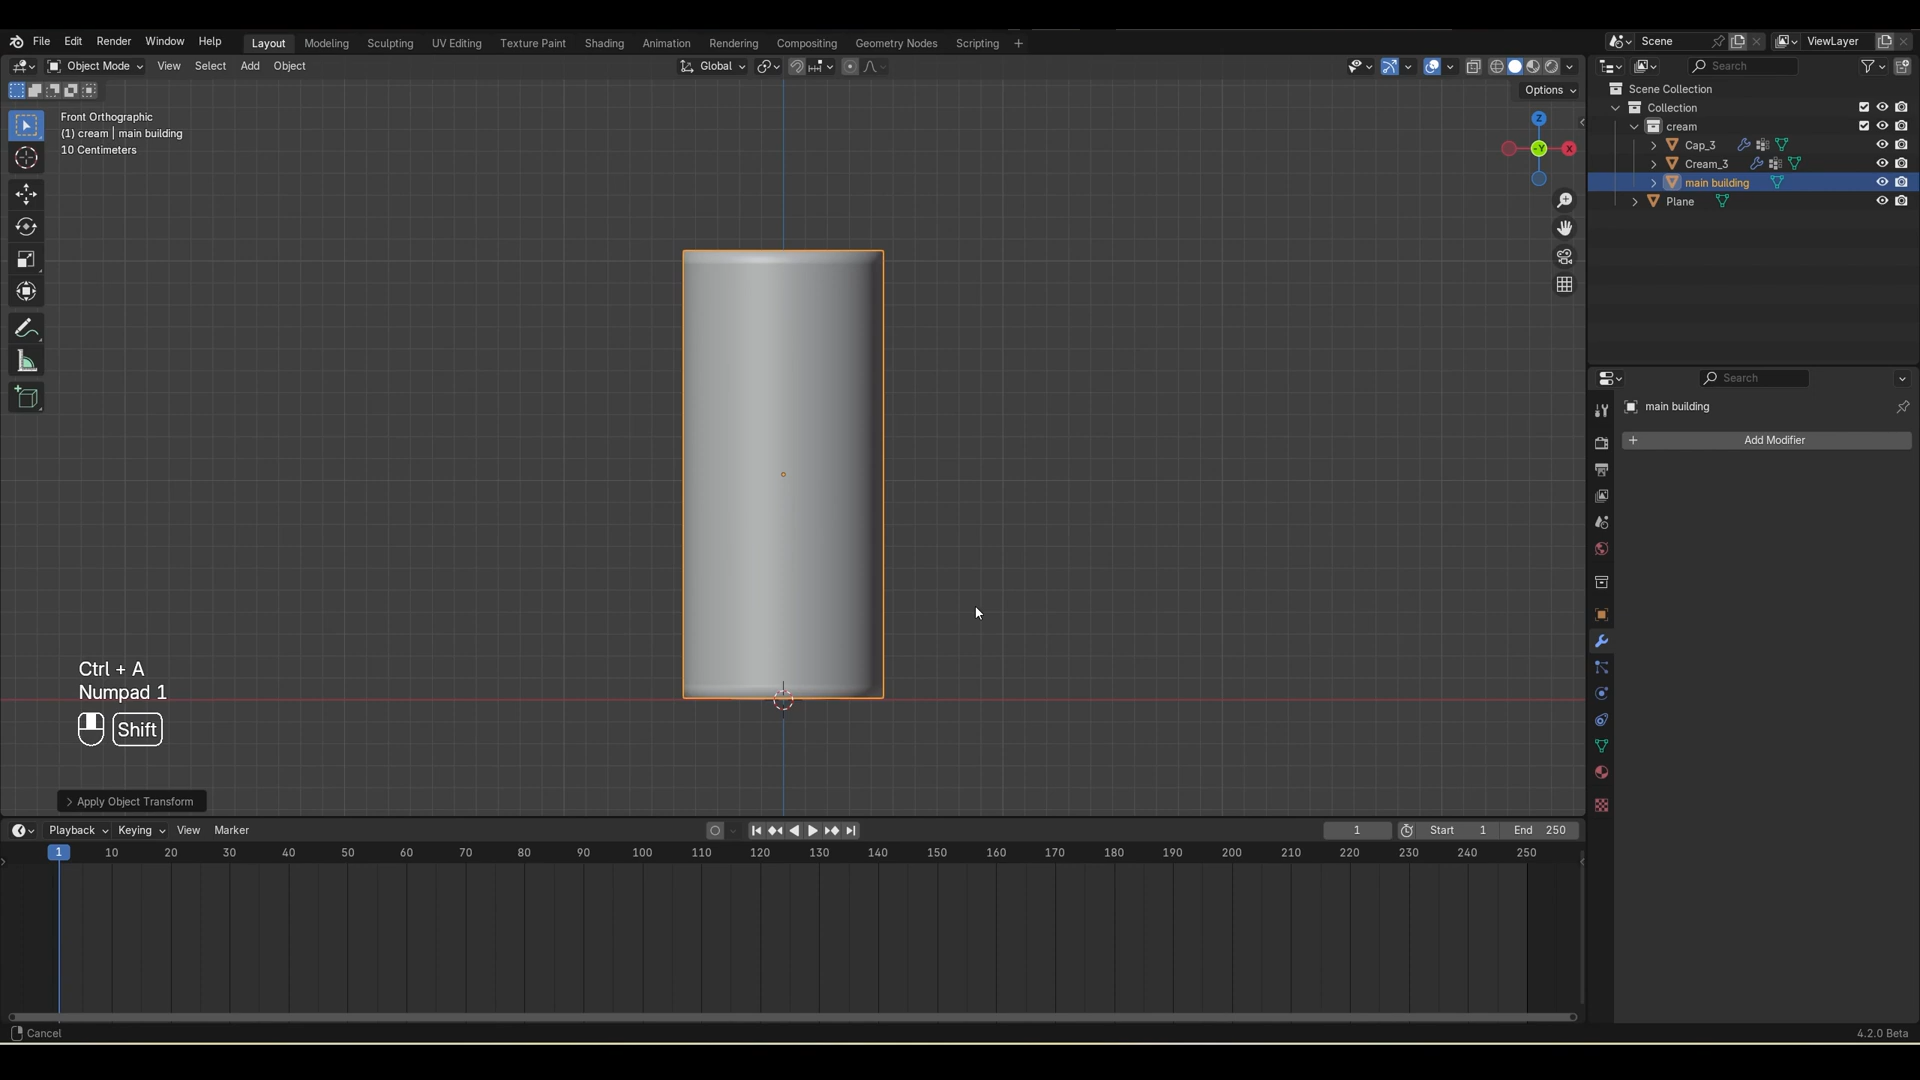 File Edit Render Window Help Layout Modeling Sculpting UV Editing Texture Paint Shading Animation Rendering Compositing Geometry Nodes Scripting + Scene ViewLayer
Object Mode View Select Add Object Global Search
Options
Front Orthographic
(1) cream | main building
10 Centimeters
Z
-Y
X
Scene Collection
Collection
cream
Cap_3
Cream_3
main building
Plane
Search
main building
+ Add Modifier
Ctrl + A
Numpad 1
Shift
Apply Object Transform
Playback Keying View Marker 1 Start 1 End 250
1 10 20 30 40 50 60 70 80 90 100 110 120 130 140 150 160 170 180 190 200 210 220 230 240 250
Cancel 4.2.0 Beta